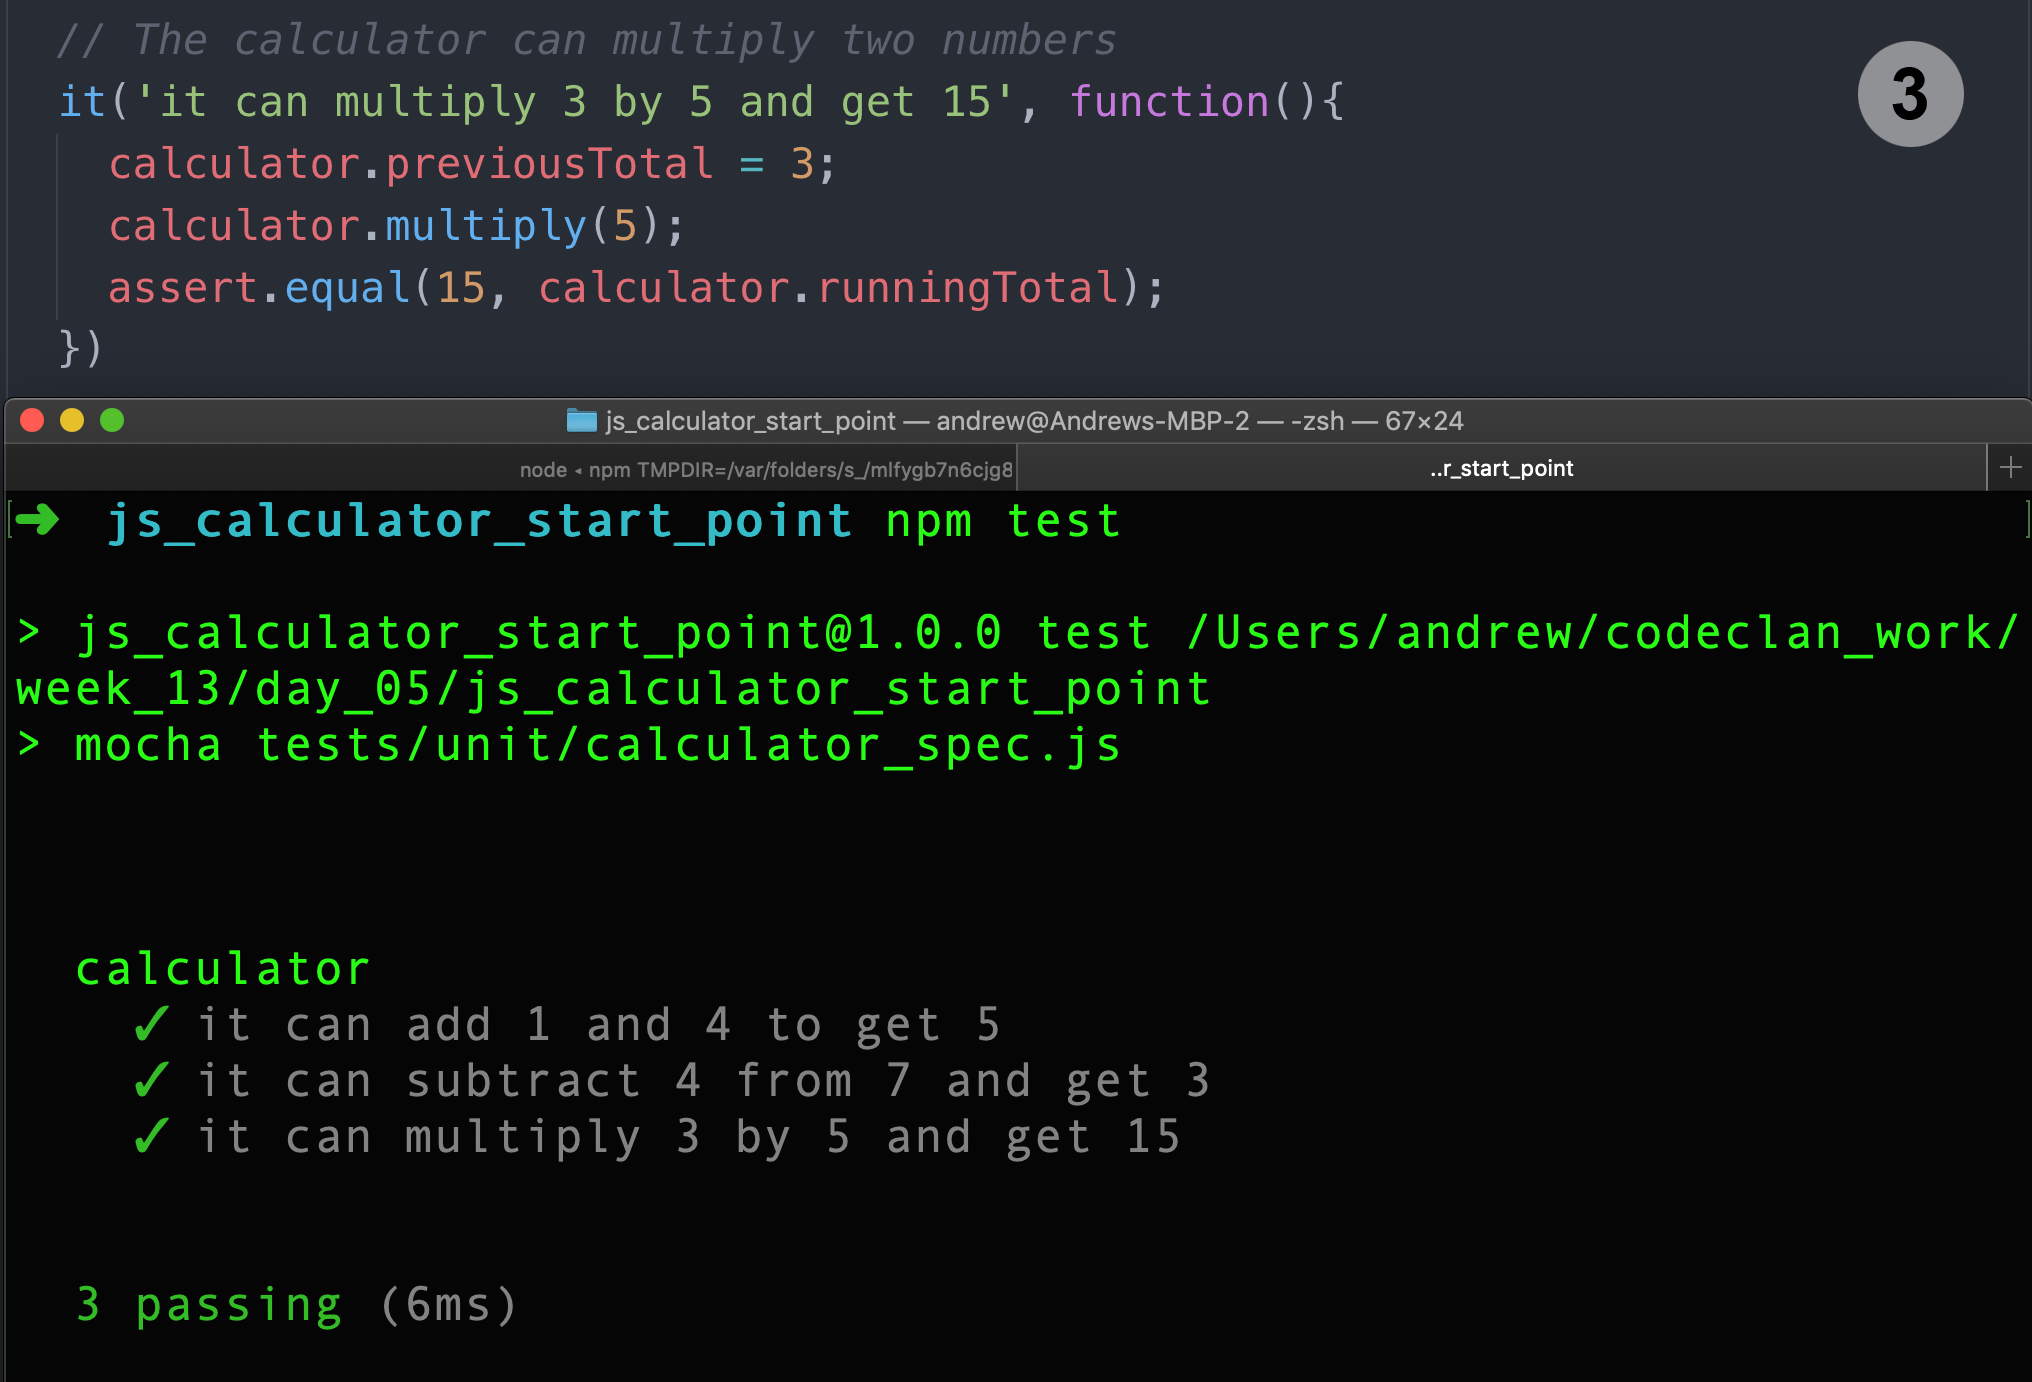 // The calculator can multiply two numbers
it('it can multiply 3 by 5 and get 15', function(){
3
calculator.previousTotal = 3;
calculator.multiply(5);
assert.equal(15, calculator.runningTotal);
})
js_calculator_start_point — andrew@Andrews-MBP-2 — -zsh — 67×24
node ◂ npm TMPDIR=/var/folders/s_/mlfygb7n6cjg8
..r_start_point
+
[➜ js_calculator_start_point npm test ]
> js_calculator_start_point@1.0.0 test /Users/andrew/codeclan_work/
week_13/day_05/js_calculator_start_point
> mocha tests/unit/calculator_spec.js
calculator
✓ it can add 1 and 4 to get 5
✓ it can subtract 4 from 7 and get 3
✓ it can multiply 3 by 5 and get 15
3 passing (6ms)